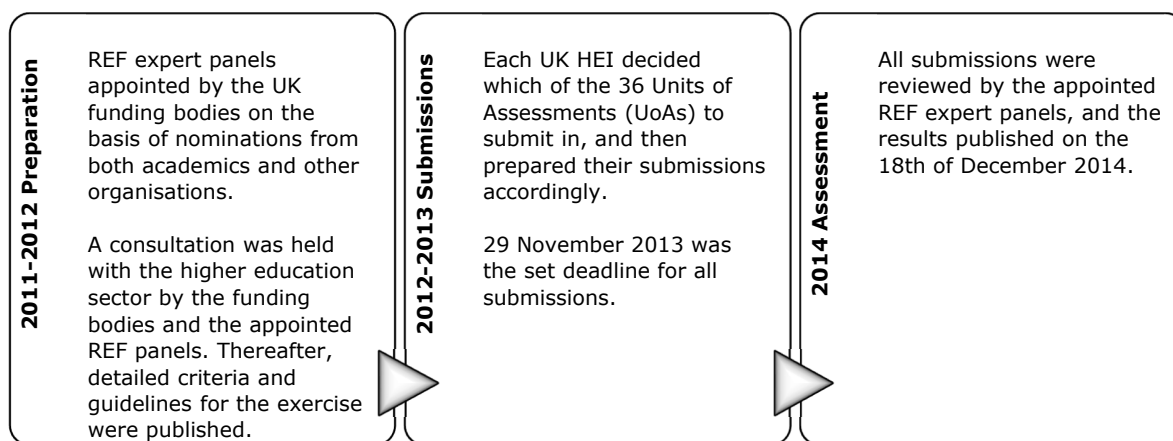 2011-2012 Preparation
REF expert panels
appointed by the UK
funding bodies on the
basis of nominations from
both academics and other
organisations.
A consultation was held
with the higher education
sector by the funding
bodies and the appointed
REF panels. Thereafter,
detailed criteria and
guidelines for the exercise
were published.
2012-2013 Submissions
Each UK HEI decided
which of the 36 Units of
Assessments (UoAs) to
submit in, and then
prepared their submissions
accordingly.
29 November 2013 was
the set deadline for all
submissions.
2014 Assessment
All submissions were
reviewed by the appointed
REF expert panels, and the
results published on the
18th of December 2014.